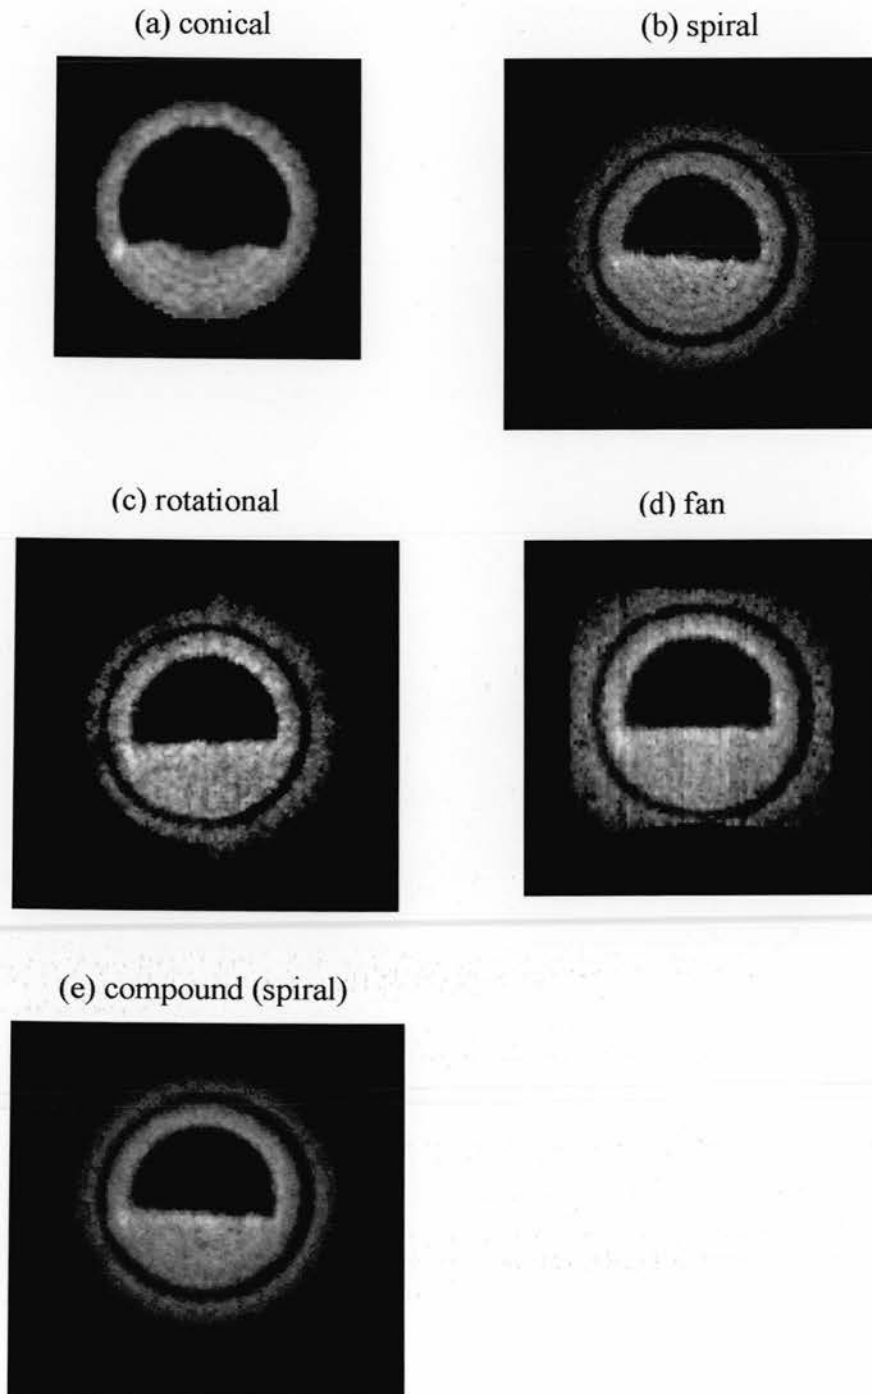 (a) conical
(b) spiral
(c) rotational
(d) fan
(e) compound (spiral)